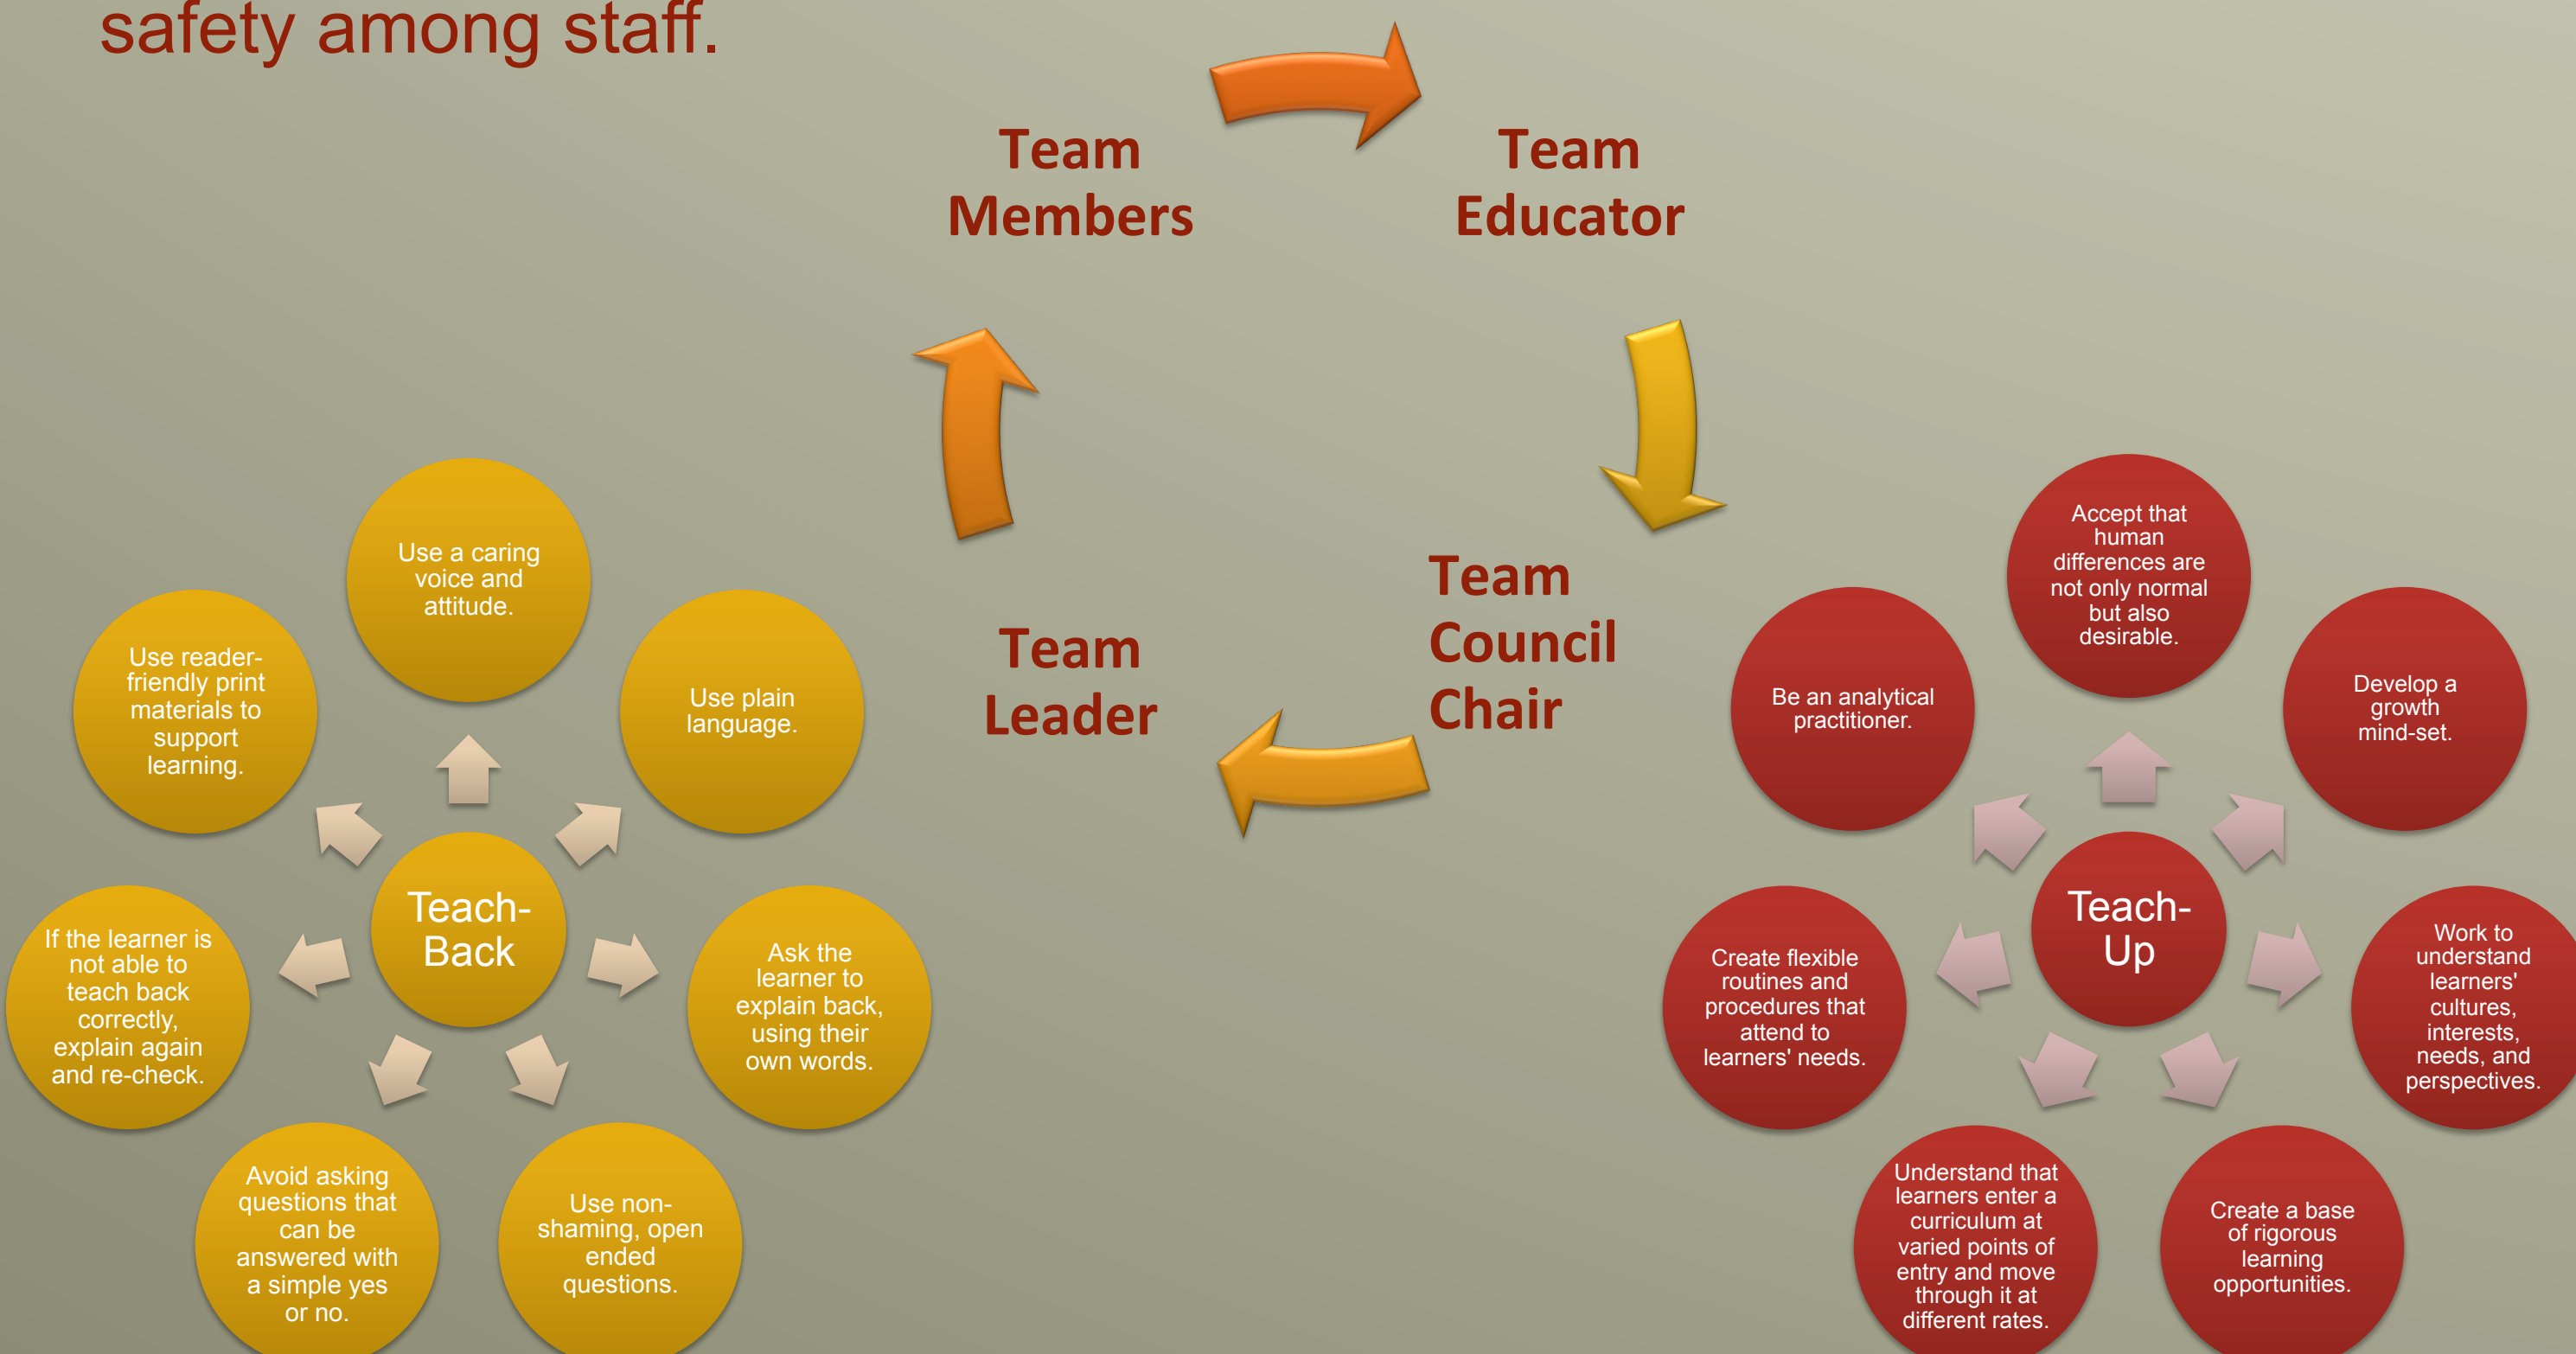 safety among staff.
Team
Members
Team
Educator
Team
Council
Chair
Team
Leader
Teach-
Back
Use a caring
voice and
attitude.
Use plain
language.
Ask the
learner to
explain back,
using their
own words.
Use non-
shaming, open
ended
questions.
Avoid asking
questions that
can be
answered with
a simple yes
or no.
If the learner is
not able to
teach back
correctly,
explain again
and re-check.
Use reader-
friendly print
materials to
support
learning.
Teach-
Up
Accept that
human
differences are
not only normal
but also
desirable.
Develop a
growth
mind-set.
Work to
understand
learners'
cultures,
interests,
needs, and
perspectives.
Create a base
of rigorous
learning
opportunities.
Understand that
learners enter a
curriculum at
varied points of
entry and move
through it at
different rates.
Create flexible
routines and
procedures that
attend to
learners' needs.
Be an analytical
practitioner.